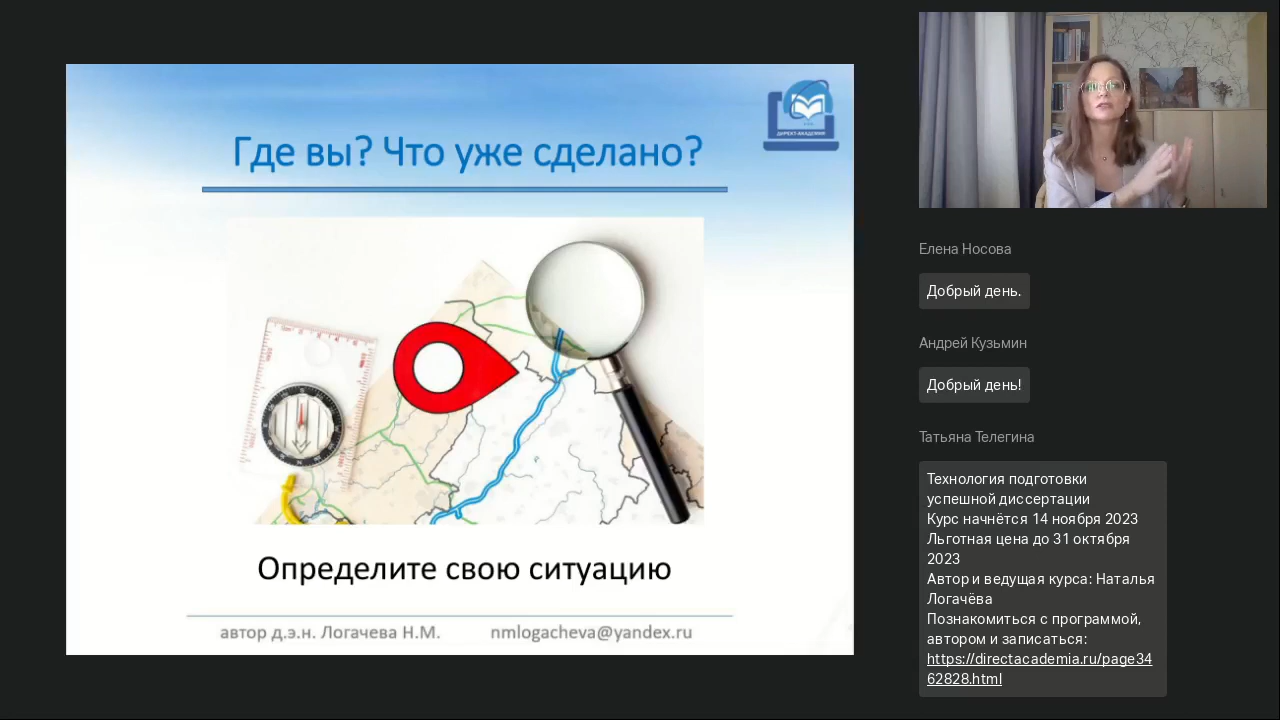 Где вы? Что уже сделано?
ДИРЕКТ-АКАДЕМИЯ
Определите свою ситуацию
автор д.э.н. Логачева Н.М. nmlogacheva@yandex.ru
Елена Носова
Добрый день.
Андрей Кузьмин
Добрый день!
Татьяна Телегина
Технология подготовки
успешной диссертации
Курс начнётся 14 ноября 2023
Льготная цена до 31 октября
2023
Автор и ведущая курса: Наталья
Логачёва
Познакомиться с программой,
автором и записаться:
https://directacademia.ru/page34
62828.html